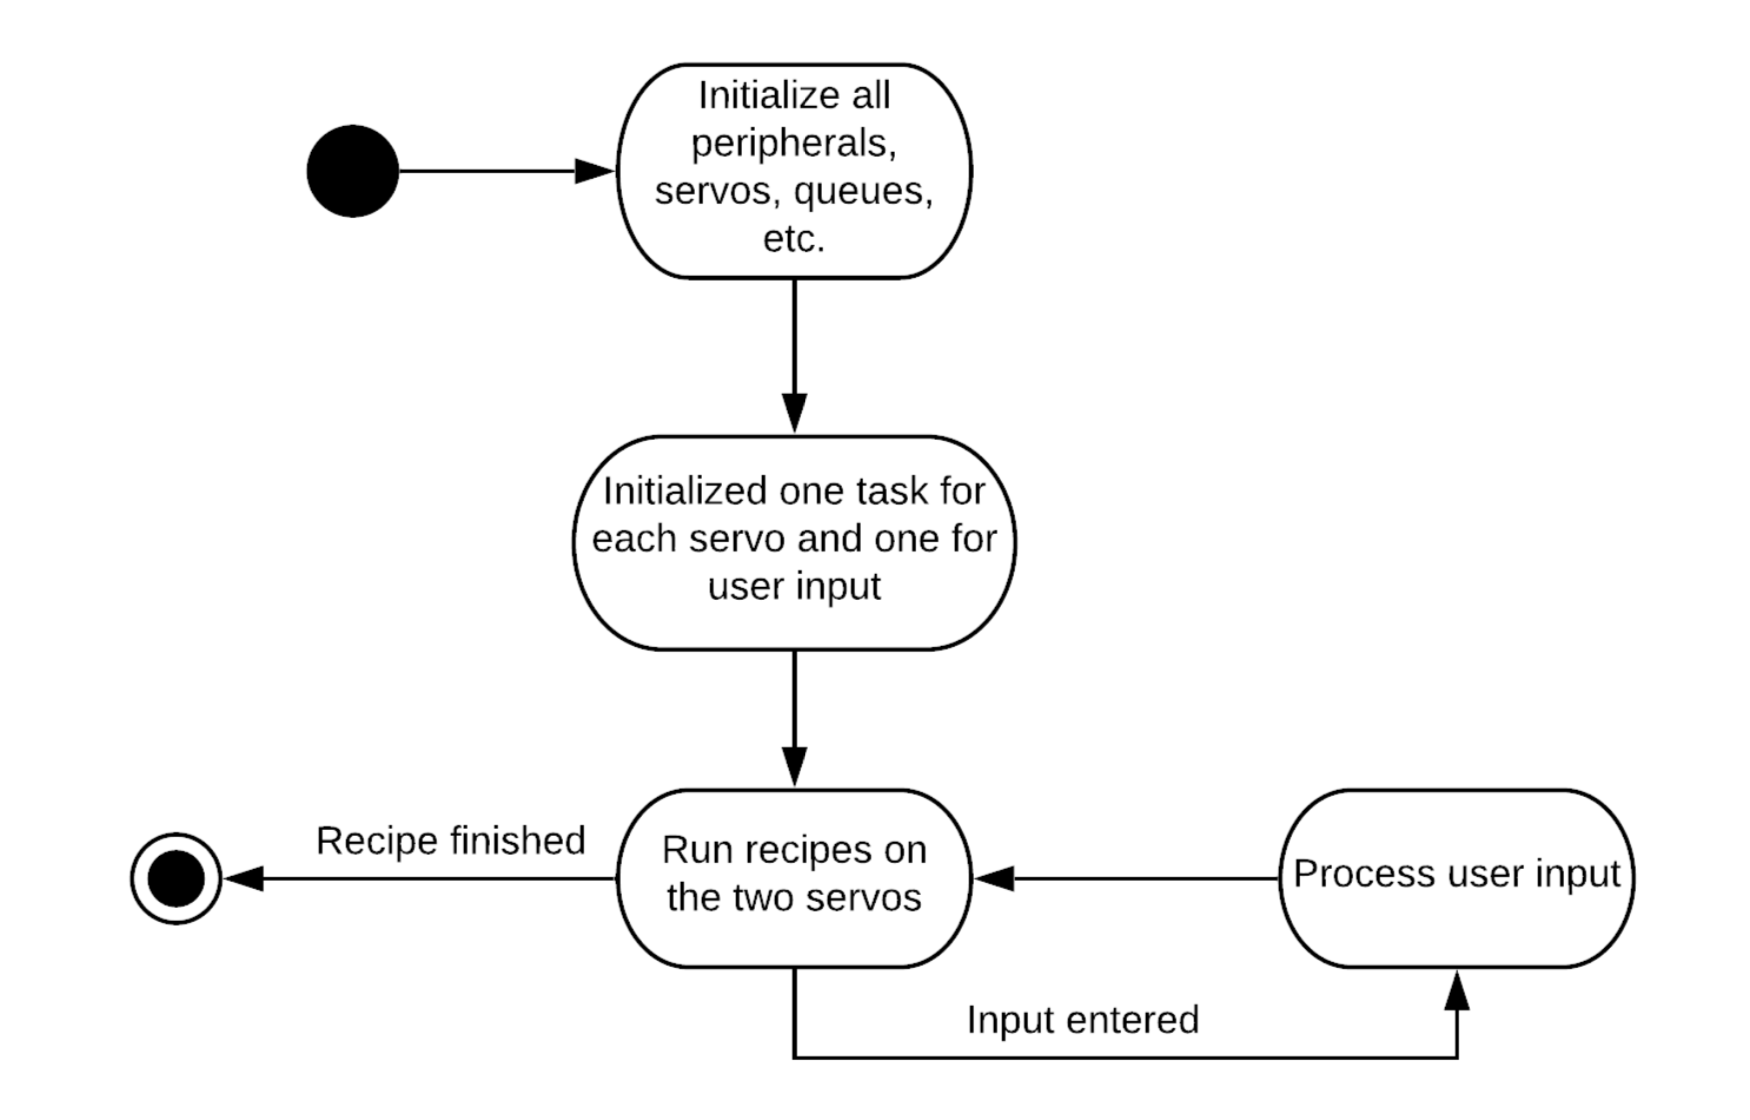 Initialize all
peripherals,
servos, queues,
etc.
Initialized one task for
each servo and one for
user input
Recipe finished
Run recipes on
the two servos
Process user input
Input entered